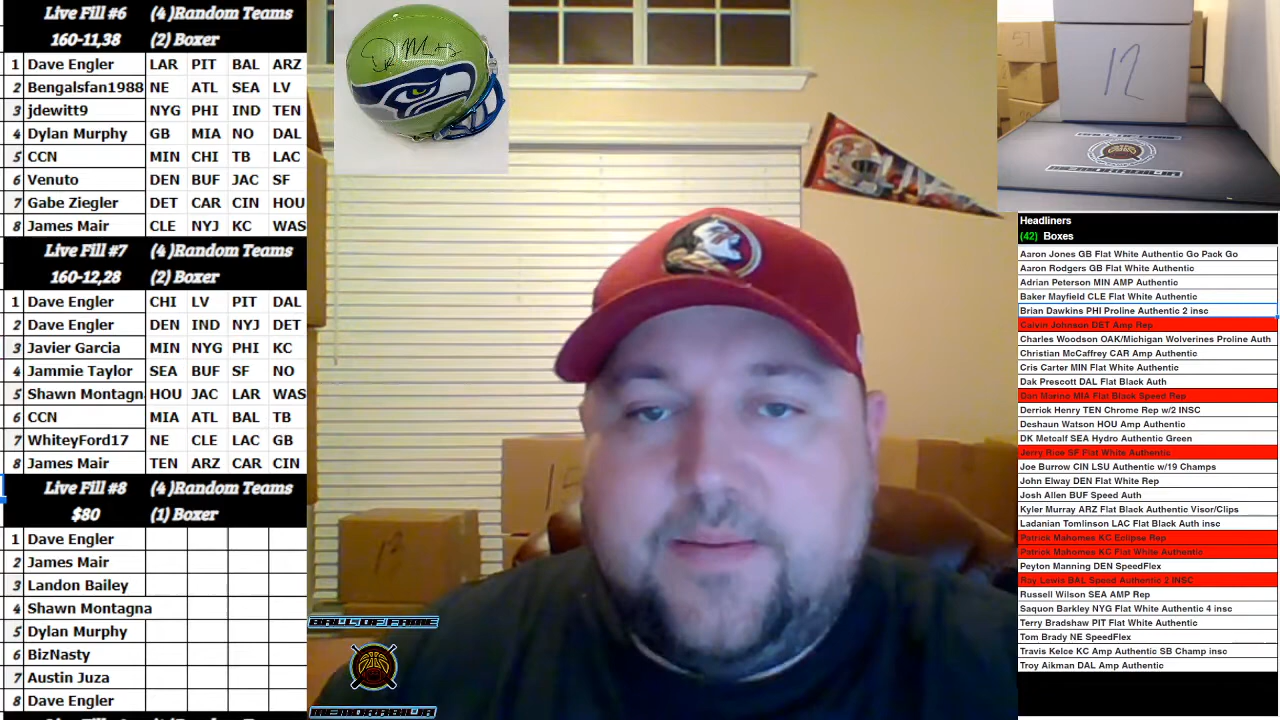 Live Fill #6 (4 )Random Teams
160-11,38 (2) Boxer
1 Dave Engler LAR PIT BAL ARZ
2 Bengalsfan1988 NE ATL SEA LV
3 jdewitt9 NYG PHI IND TEN
4 Dylan Murphy GB MIA NO DAL
5 CCN MIN CHI TB LAC
6 Venuto DEN BUF JAC SF
7 Gabe Ziegler DET CAR CIN HOU
8 James Mair CLE NYJ KC WAS
Live Fill #7 (4 )Random Teams
160-12,28 (2) Boxer
1 Dave Engler CHI LV PIT DAL
2 Dave Engler DEN IND NYJ DET
3 Javier Garcia MIN NYG PHI KC
4 Jammie Taylor SEA BUF SF NO
5 Shawn Montagn HOU JAC LAR WAS
6 CCN MIA ATL BAL TB
7 WhiteyFord17 NE CLE LAC GB
8 James Mair TEN ARZ CAR CIN
Live Fill #8 (4 )Random Teams
$80 (1) Boxer
1 Dave Engler
2 James Mair
3 Landon Bailey
4 Shawn Montagna
5 Dylan Murphy
6 BizNasty
7 Austin Juza
8 Dave Engler
BALL OF FAME
MEMORABILIA
12
BALL OF FAME
MEMORABILIA
Headliners
(42) Boxes
Aaron Jones GB Flat White Authentic Go Pack Go
Aaron Rodgers GB Flat White Authentic
Adrian Peterson MIN AMP Authentic
Baker Mayfield CLE Flat White Authentic
Brian Dawkins PHI Proline Authentic 2 insc
Calvin Johnson DET Amp Rep
Charles Woodson OAK/Michigan Wolverines Proline Auth
Christian McCaffrey CAR Amp Authentic
Cris Carter MIN Flat White Authentic
Dak Prescott DAL Flat Black Auth
Dan Marino MIA Flat Black Speed Rep
Derrick Henry TEN Chrome Rep w/2 INSC
Deshaun Watson HOU Amp Authentic
DK Metcalf SEA Hydro Authentic Green
Jerry Rice SF Flat White Authentic
Joe Burrow CIN LSU Authentic w/19 Champs
John Elway DEN Flat White Rep
Josh Allen BUF Speed Auth
Kyler Murray ARZ Flat Black Authentic Visor/Clips
Ladanian Tomlinson LAC Flat Black Auth insc
Patrick Mahomes KC Eclipse Rep
Patrick Mahomes KC Flat White Authentic
Peyton Manning DEN SpeedFlex
Ray Lewis BAL Speed Authentic 2 INSC
Russell Wilson SEA AMP Rep
Saquon Barkley NYG Flat White Authentic 4 insc
Terry Bradshaw PIT Flat White Authentic
Tom Brady NE SpeedFlex
Travis Kelce KC Amp Authentic SB Champ insc
Troy Aikman DAL Amp Authentic